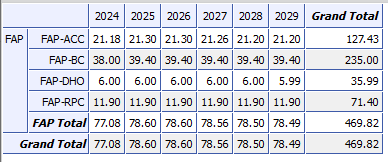 2024 2025 2026 2027 2028 2029 Grand Total
FAP FAP-ACC 21.18 21.30 21.30 21.26 21.20 21.20 127.43
FAP-BC 38.00 39.40 39.40 39.40 39.40 39.40 235.00
FAP-DHO 6.00 6.00 6.00 6.00 6.00 5.99 35.99
FAP-RPC 11.90 11.90 11.90 11.90 11.90 11.90 71.40
FAP Total 77.08 78.60 78.60 78.56 78.50 78.49 469.82
Grand Total 77.08 78.60 78.60 78.56 78.50 78.49 469.82